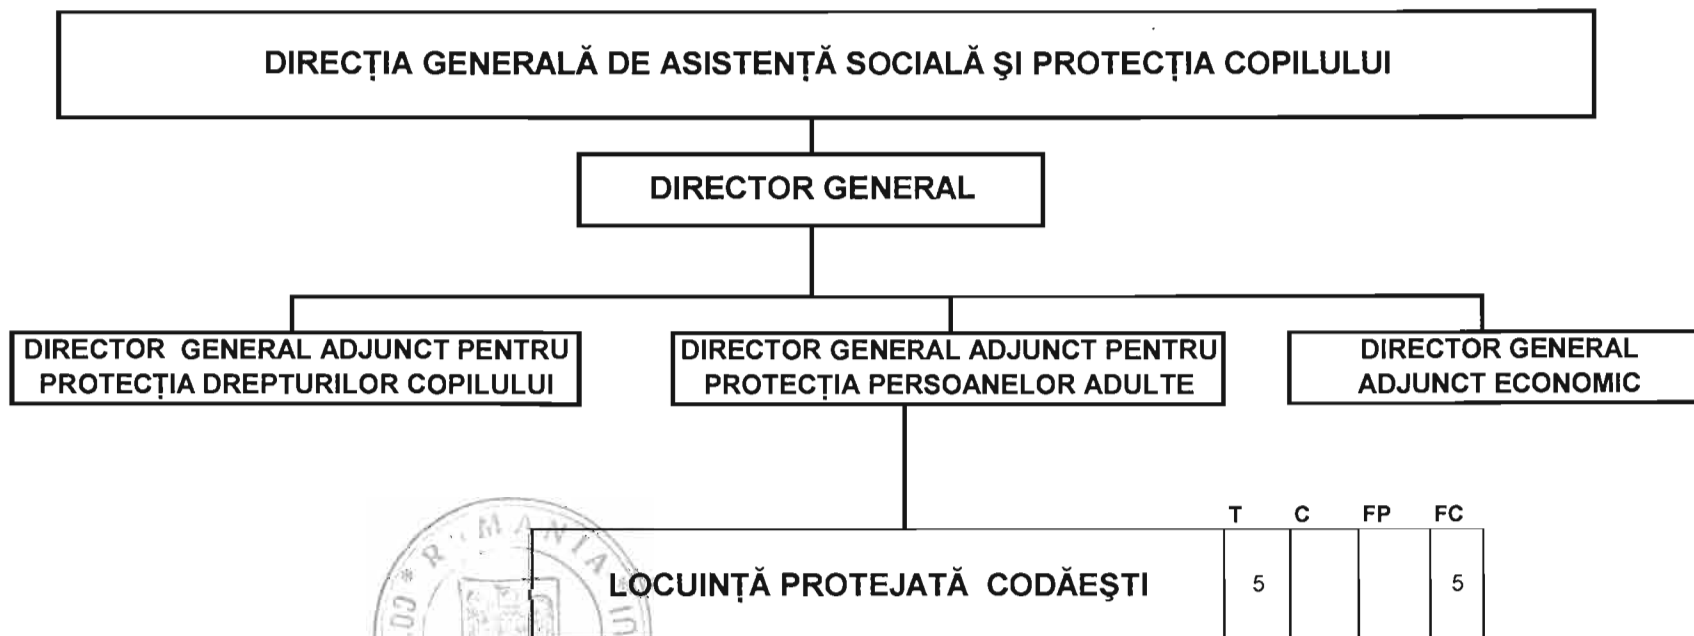 DIRECȚIA GENERALĂ DE ASISTENȚĂ SOCIALĂ ŞI PROTECȚIA COPILULUI
DIRECTOR GENERAL
DIRECTOR GENERAL ADJUNCT PENTRU
PROTECȚIA DREPTURILOR COPILULUI
DIRECTOR GENERAL ADJUNCT PENTRU
PROTECȚIA PERSOANELOR ADULTE
DIRECTOR GENERAL
ADJUNCT ECONOMIC
T C FP FC
LOCUINȚĂ PROTEJATĂ CODĂEŞTI 5 5